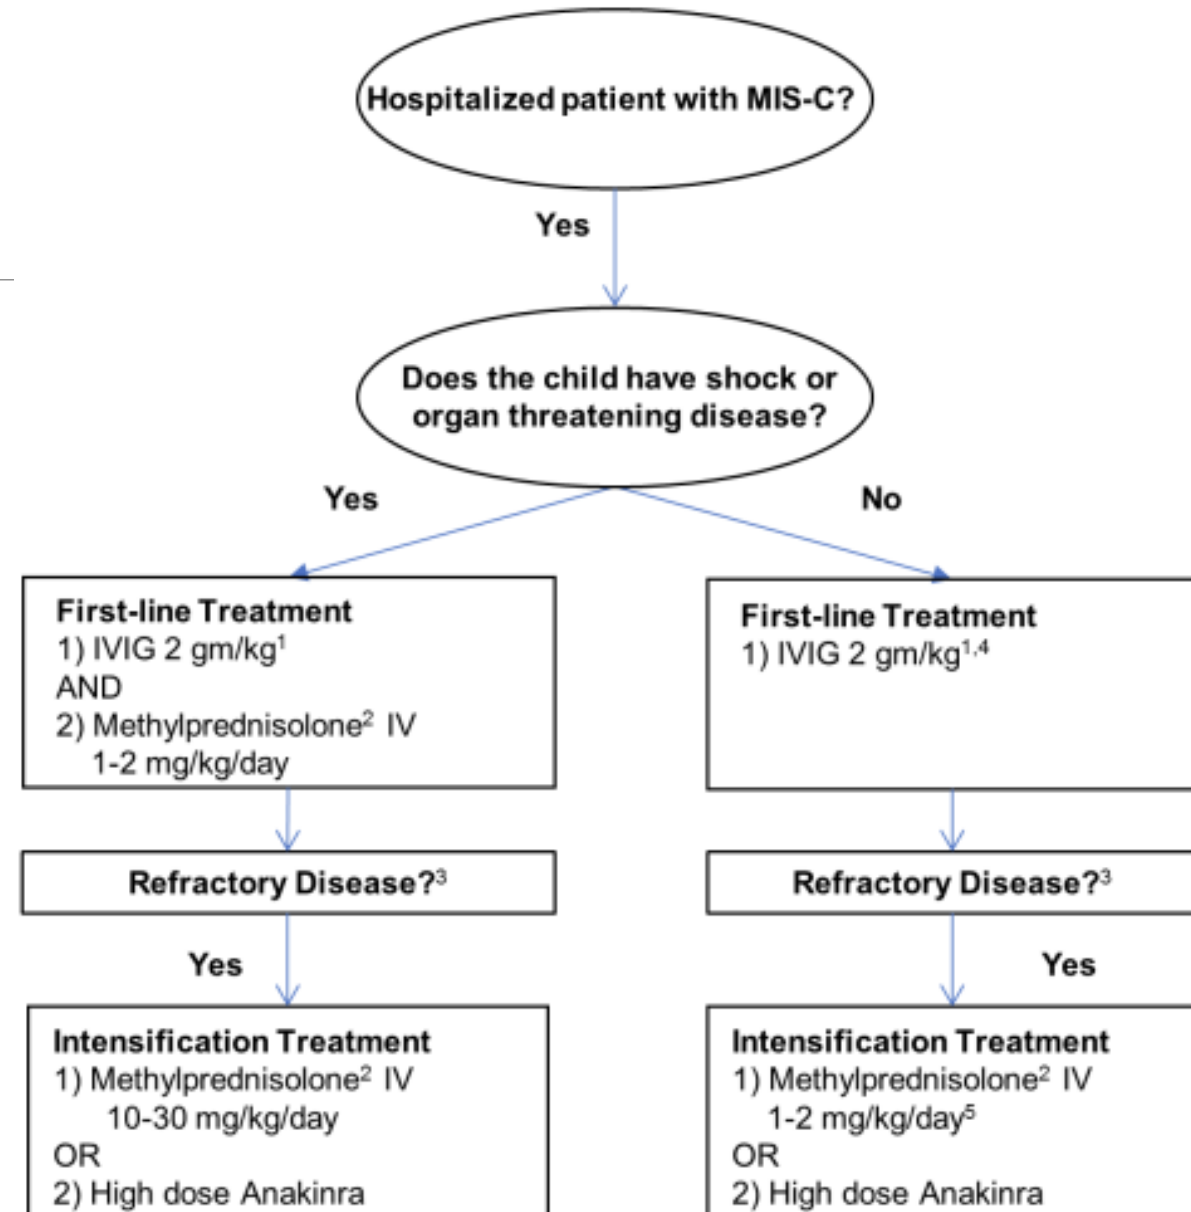 Hospitalized patient with MIS-C?
Yes
Does the child have shock or
organ threatening disease?
Yes
No
First-line Treatment
1) IVIG 2 gm/kg¹
AND
2) Methylprednisolone² IV
1-2 mg/kg/day
First-line Treatment
1) IVIG 2 gm/kg¹,⁴
Refractory Disease?³
Refractory Disease?³
Yes
Yes
Intensification Treatment
1) Methylprednisolone² IV
10-30 mg/kg/day
OR
2) High dose Anakinra
Intensification Treatment
1) Methylprednisolone² IV
1-2 mg/kg/day⁵
OR
2) High dose Anakinra